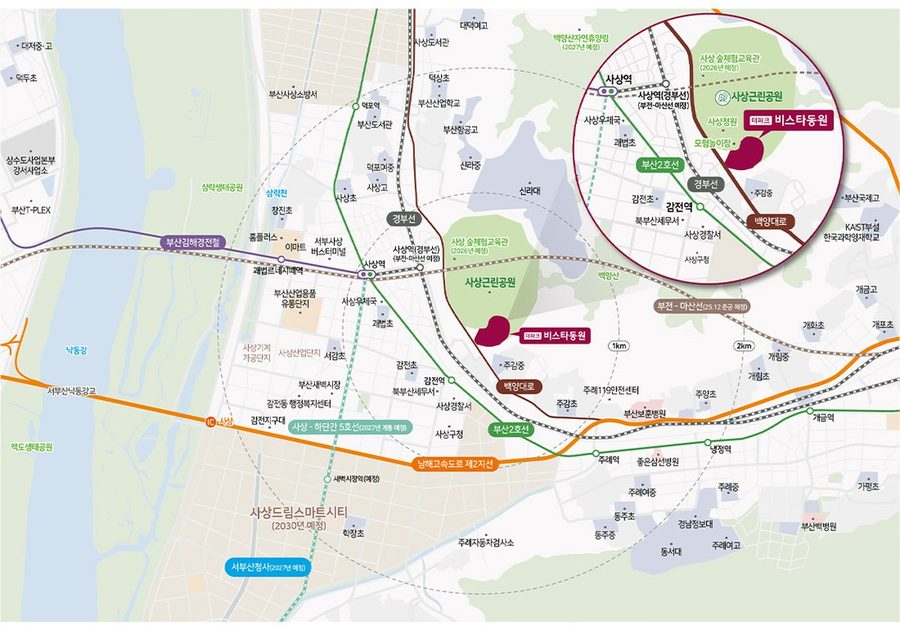 대저중·고
덕두초
상수도사업본부
강서사업소
부산T-PLEX
부산사상소방서
삼락생태공원
삼락천
창진초
홈플러스
이마트
서부사상
버스터미널
부산김해경전철
괘법르네시떼역
사상역
부산산업용품
유통단지
사상우체국
괘법초
사상기계
가공단지
사상산업단지
서감초
부산새벽시장
감전동 행정복지센터
감전지구대
낙동강
서부산낙동강교
맥도생태공원
IC 사상
사상 - 하단간 5호선(2027년 개통 예정)
남해고속도로 제2지선
새벽시장역(예정)
사상드림스마트시티
(2030년 예정)
학장초
서부산청사(2027년 예정)
주례자동차검사소
대덕여고
사상도서관
덕상초
부산산업학교
덕포역
부산도서관
부산항공고
덕포여중
사상고
사상초
신라중
신라대
경부선
사상역(경부선)
(부전-마산선 예정)
사상 숲체험교육관
(2026년 예정)
사상근린공원
더파크 비스타동원
백양산
부전 - 마산선(25.12 준공 예정)
1km
2km
주감중
백양대로
감전초
감전역
북부산세무서
사상경찰서
사상구청
부산2호선
주감초
주례119안전센터
부산보훈병원
주양초
개림중
개림초
개화초
개포초
개금고
개금역
냉정역
주례역
좋은삼선병원
주례여중
동주초
동주중
경남정보대
동서대
주례중
주례여고
가평초
부산백병원
부산국제고
KAIST부설
한국과학영재학교
백양산자연휴양림
(2027년 예정)
사상역
사상역(경부선)
(부전-마산선 예정)
사상 숲체험교육관
(2026년 예정)
사상근린공원
사상정원
모험놀이장
더파크 비스타동원
사상우체국
괘법초
부산2호선
경부선
주감중
감전초
감전역
북부산세무서
백양대로
사상경찰서
사상구청